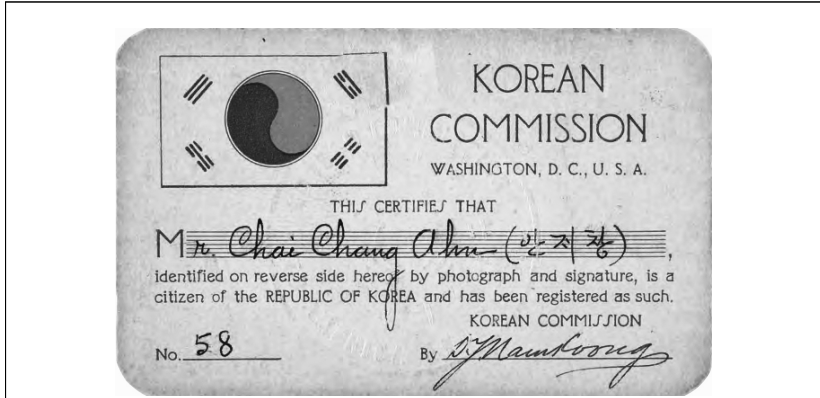 KOREAN
COMMISSION
WASHINGTON, D. C., U. S. A.
THIS CERTIFIES THAT
Mr. Chai Chang Ahn (안재창),
identified on reverse side hereof by photograph and signature, is a
citizen of the REPUBLIC OF KOREA and has been registered as such.
KOREAN COMMISSION
No. 58 By